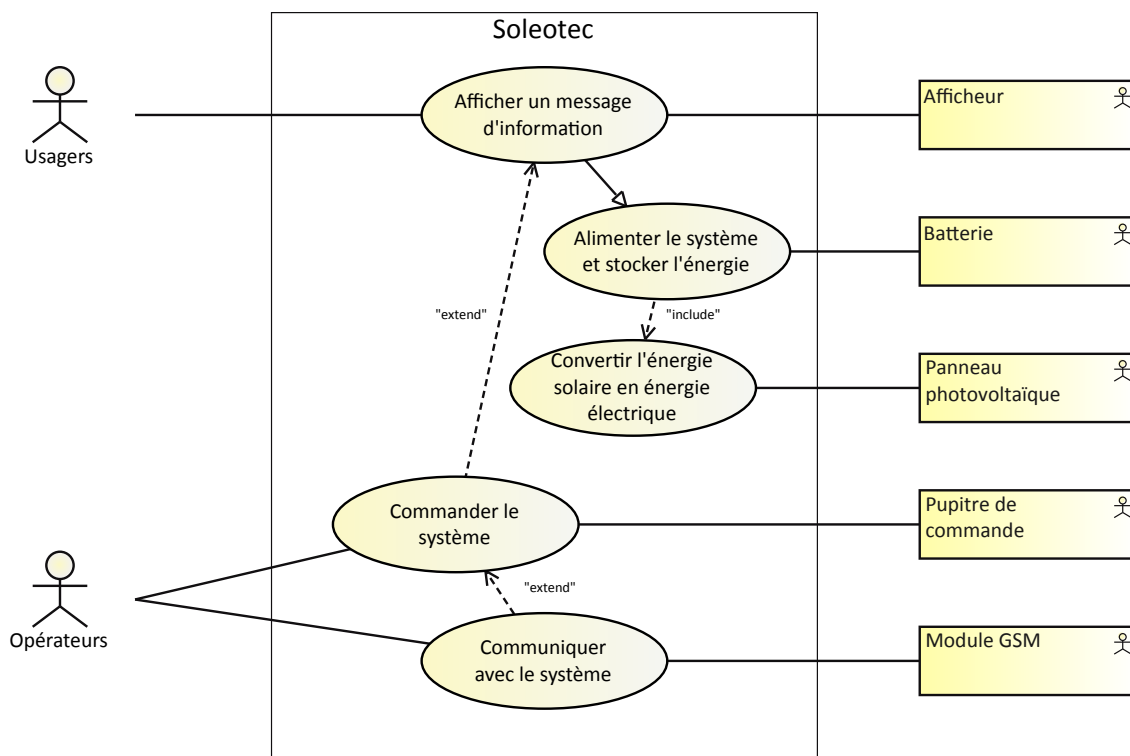 Soleotec
Afficher un message
d'information
Afficheur
Usagers
Alimenter le système
et stocker l'énergie
Batterie
"extend"
"include"
Convertir l'énergie
solaire en énergie
électrique
Panneau
photovoltaïque
Commander le
système
Pupitre de
commande
"extend"
Opérateurs
Communiquer
avec le système
Module GSM